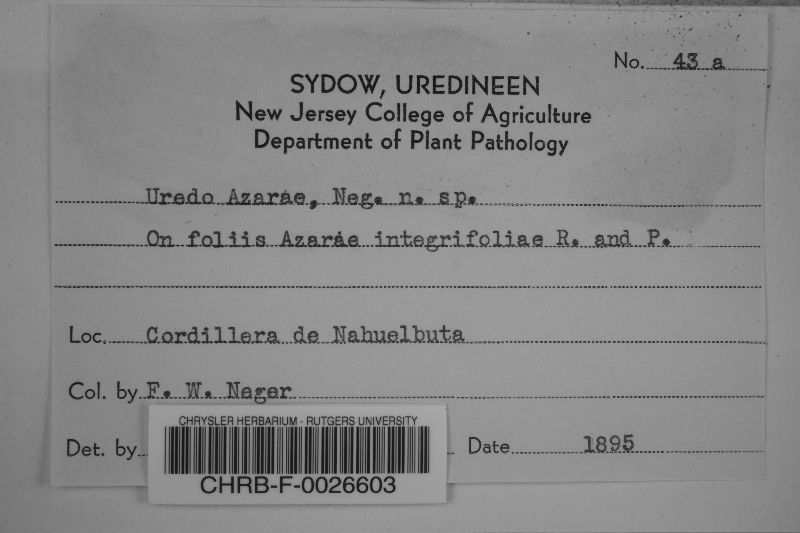 No. 43 a
SYDOW, UREDINEEN
New Jersey College of Agriculture
Department of Plant Pathology
Uredo Azarae, Neg. n. sp.
On foliis Azarae integrifoliae R. and P.
Loc. Cordillera de Nahuelbuta
Col. by F. W. Neger
CHRYSLER HERBARIUM - RUTGERS UNIVERSITY
Det. by
Date 1895
CHRB-F-0026603